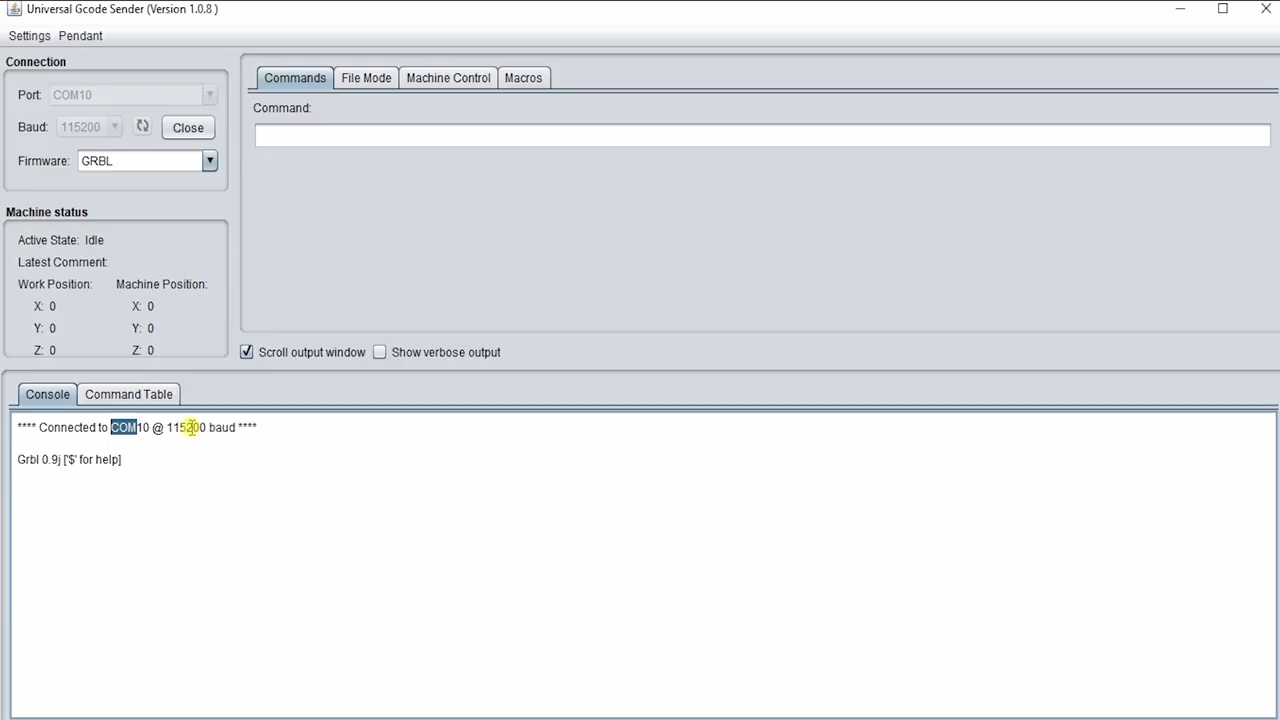 Universal Gcode Sender (Version 1.0.8 )
Settings Pendant
Connection
Port: COM10
Baud: 115200 Close
Firmware: GRBL
Machine status
Active State: Idle
Latest Comment:
Work Position: Machine Position:
X: 0 X: 0
Y: 0 Y: 0
Z: 0 Z: 0
Commands File Mode Machine Control Macros
Command:
Scroll output window Show verbose output
Console Command Table
**** Connected to COM10 @ 115200 baud ****
Grbl 0.9j ['$' for help]